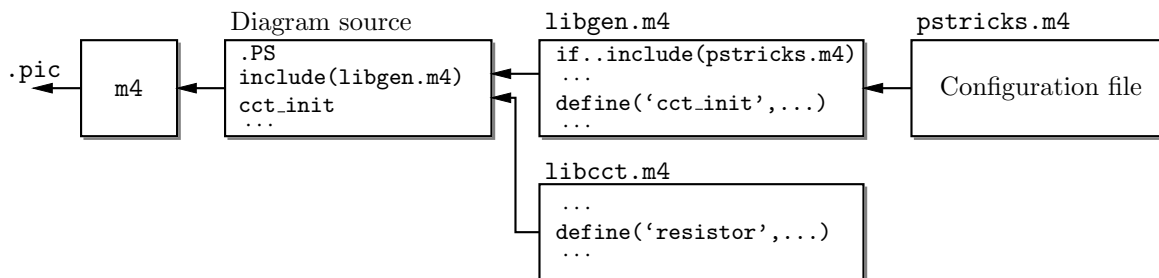 .pic
m4
Diagram source
.PS
include(libgen.m4)
cct_init
...
libgen.m4
if..include(pstricks.m4)
...
define(‘cct_init’,...)
...
pstricks.m4
Configuration file
libcct.m4
...
define(‘resistor’,...)
...